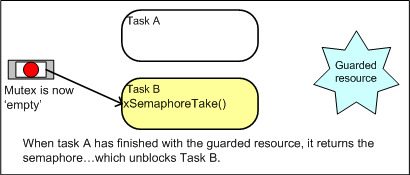 Task A
Guarded
resource
Mutex is now
'empty'
Task B
xSemaphoreTake()
When task A has finished with the guarded resource, it returns the
semaphore…which unblocks Task B.